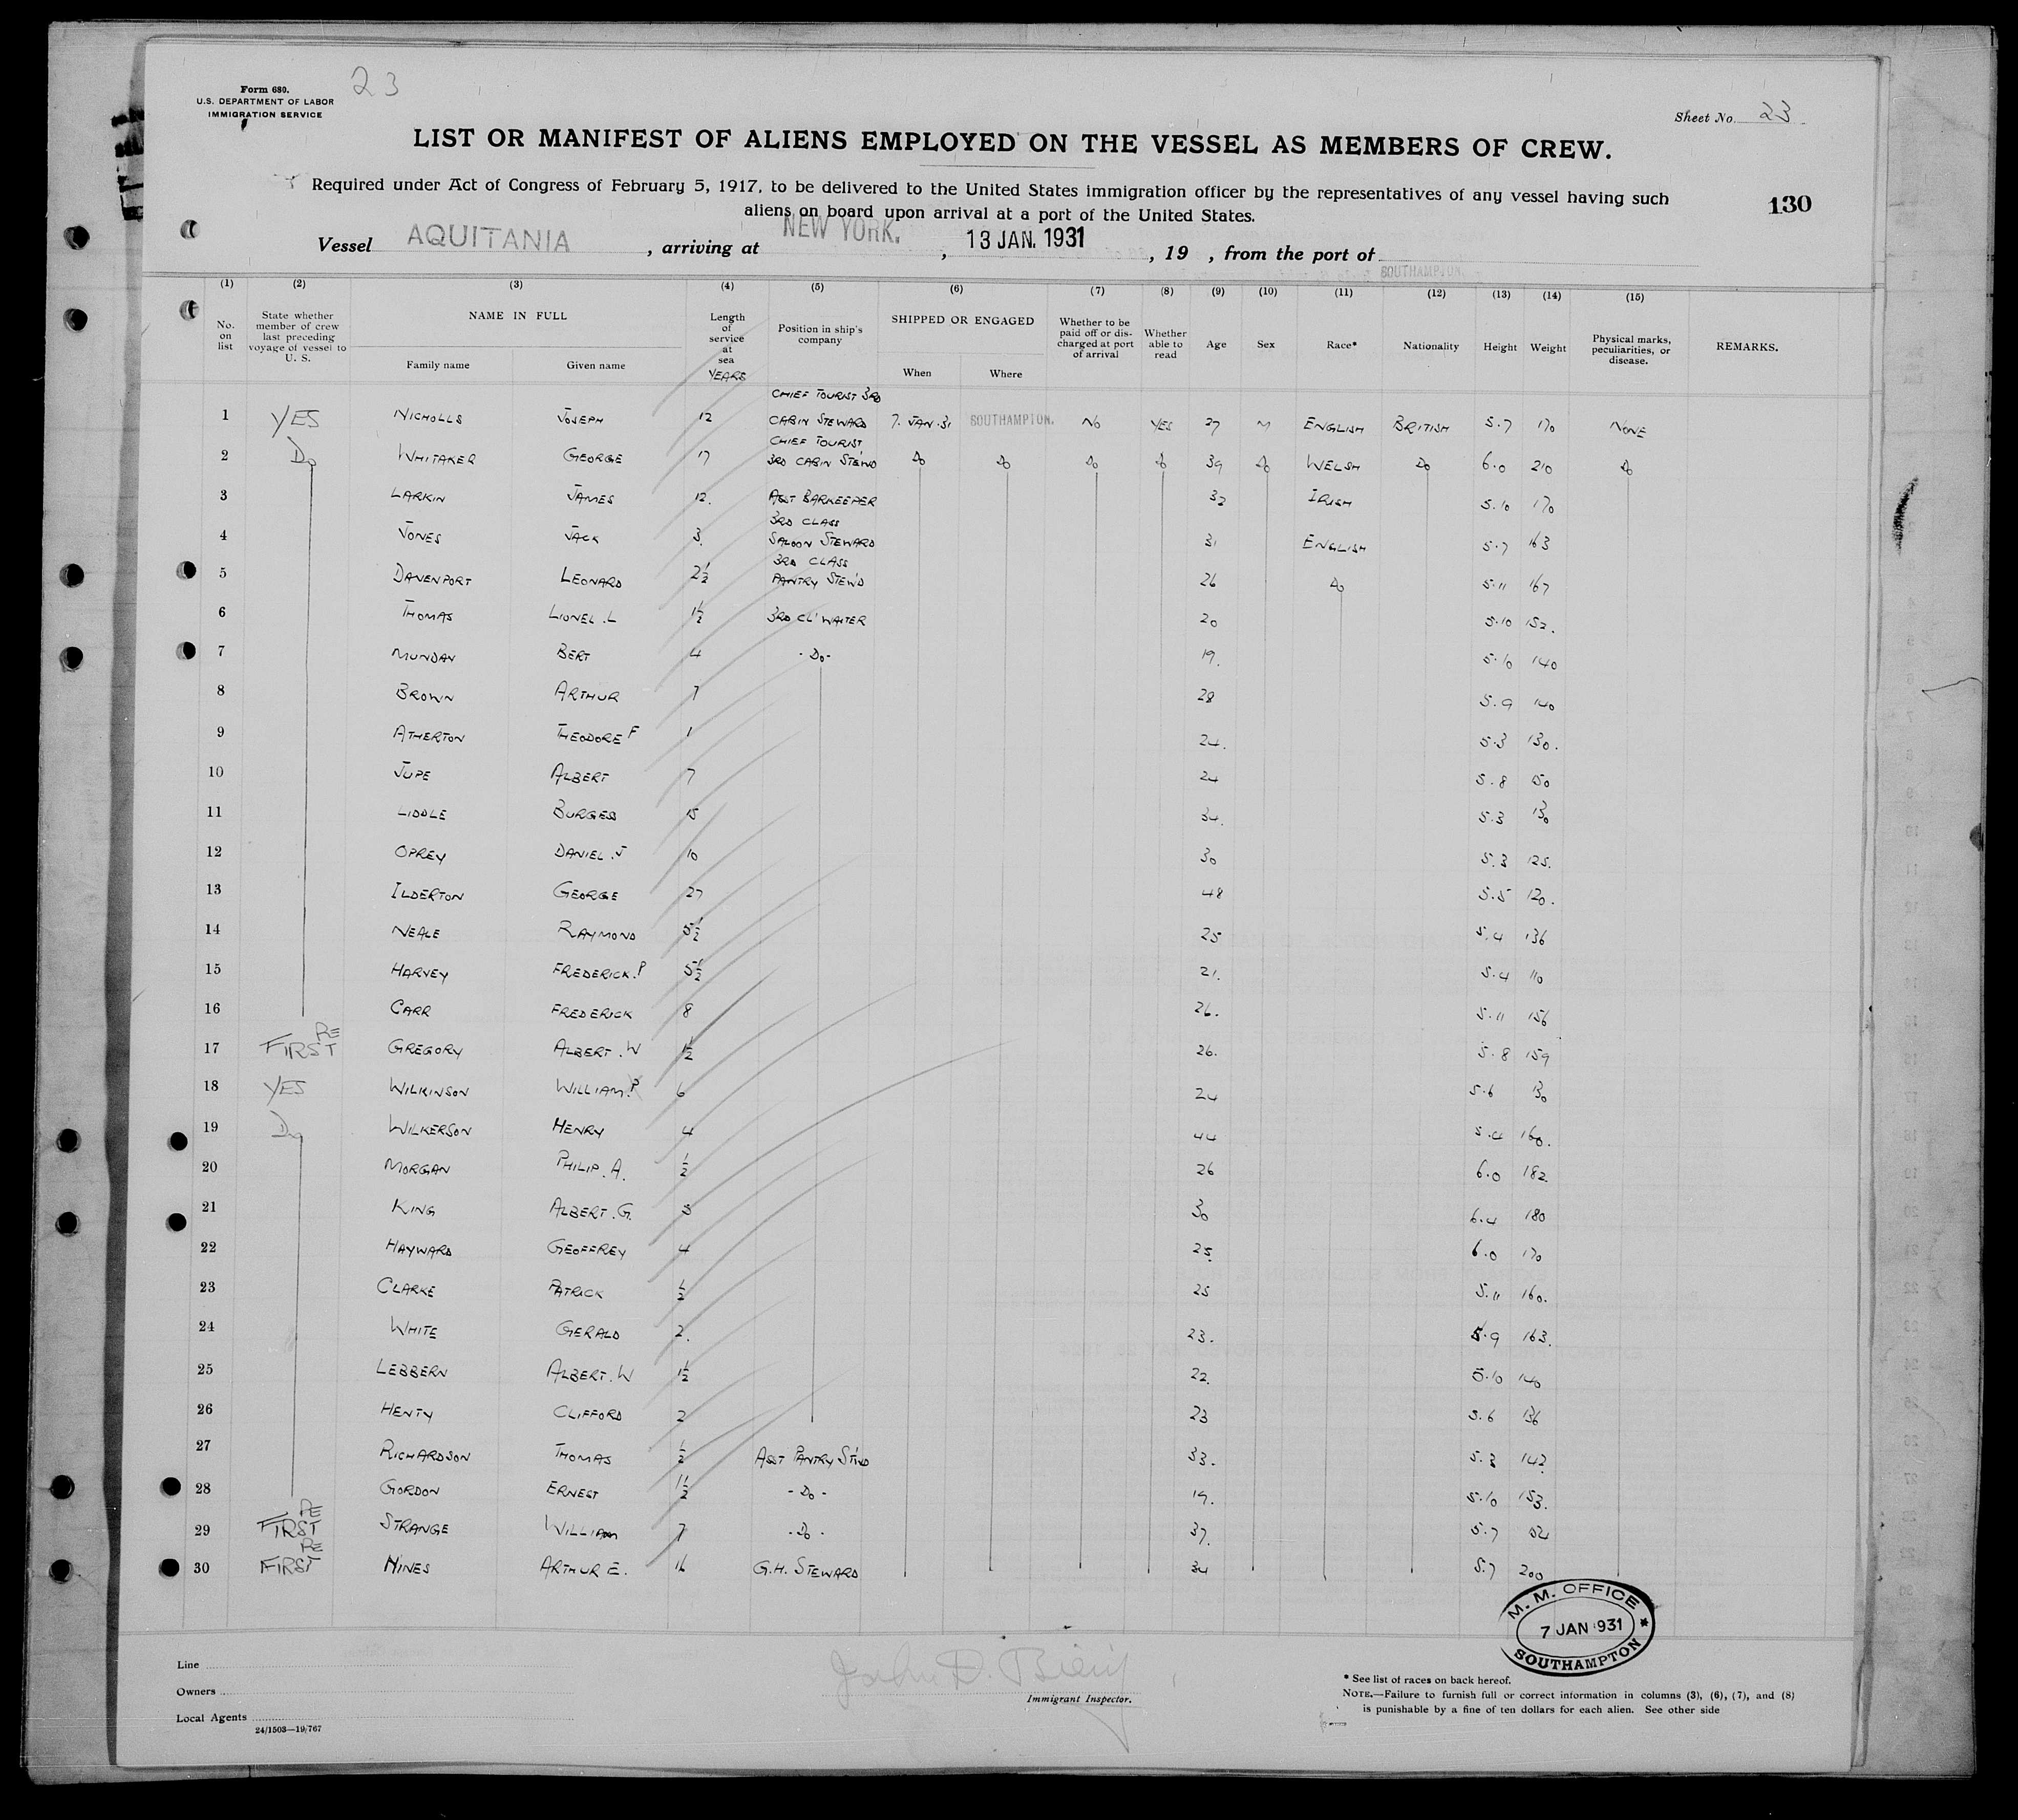 Form 680.
U.S. DEPARTMENT OF LABOR
IMMIGRATION SERVICE
23
Sheet No. 23
LIST OR MANIFEST OF ALIENS EMPLOYED ON THE VESSEL AS MEMBERS OF CREW.
Required under Act of Congress of February 5, 1917, to be delivered to the United States immigration officer by the representatives of any vessel having such
aliens on board upon arrival at a port of the United States.
130
Vessel AQUITANIA, arriving at NEW YORK., 13 JAN. 1931, 19 , from the port of SOUTHAMPTON.
(1) (2) (3) (4) (5) (6) (7) (8) (9) (10) (11) (12) (13) (14) (15)
No. on list
State whether member of crew last preceding voyage of vessel to U. S.
NAME IN FULL
Family name Given name
Length of service at sea YEARS
Position in ship's company
SHIPPED OR ENGAGED
When Where
Whether to be paid off or discharged at port of arrival
Whether able to read
Age
Sex
Race*
Nationality
Height
Weight
Physical marks, peculiarities, or disease.
REMARKS.
1 YES NICHOLLS JOSEPH 12 CHIEF TOURIST 3RD CABIN STEWARD 7. JAN. 31 SOUTHAMPTON. NO YES 27 M ENGLISH BRITISH 5.7 170 NONE
2 Do WHITAKER GEORGE 17 CHIEF TOURIST 3RD CABIN STEWD Do Do Do Do 39 Do WELSH Do 6.0 210 Do
3 LARKIN JAMES 12. ASST BARKEEPER 32 IRISH 5.10 170
4 JONES JACK 3. 3RD CLASS SALOON STEWARD 31 ENGLISH 5.7 163
5 DAVENPORT LEONARD 2½ 3RD CLASS PANTRY STEWD 26 Do 5.11 167
6 THOMAS LIONEL. L 1½ 3RD CL' WAITER 20 5.10 152.
7 MUNDAY BERT 4 - Do - 19. 5.10 140
8 BROWN ARTHUR 7 28 5.9 140
9 ATHERTON THEODORE F 1 24. 5.3 130.
10 JUPE ALBERT 7 24 5.8 150
11 LIDDLE BURGESS 15 34. 5.3 130
12 OPREY DANIEL. J 10 30 5.3 125.
13 ILDERTON GEORGE 27 48 5.5 120.
14 NEALE RAYMOND 5½ 25 5.4 136
15 HARVEY FREDERICK. P 5½ 21. 5.4 110
16 CARR FREDERICK 8 26. 5.11 156
17 FIRST RE GREGORY ALBERT. W 1½ 26. 5.8 159
18 YES WILKINSON WILLIAM. 6 24 5.6 130
19 Do WILKERSON HENRY 4 44 5.4 160.
20 MORGAN PHILIP. A. ½ 26 6.0 182
21 KING ALBERT. G. 3 30 6.4 180
22 HAYWARD GEOFFREY 4 25. 6.0 170
23 CLARKE PATRICK ½ 25 5.11 160.
24 WHITE GERALD 2. 23. 5.9 163.
25 LEBBERN ALBERT. W 1½ 22. 5.10 140
26 HENTY CLIFFORD 2 23 5.6 136
27 RICHARDSON THOMAS ½ ASST PANTRY STWD 33. 5.3 142
28 GORDON ERNEST 1½ - Do - 19. 5.10 153.
29 FIRST RE STRANGE WILLIAM 7 - Do - 37. 5.7
30 FIRST RE HINES ARTHUR E. 16 G.H. STEWARD 34 5.7 200
M. M. OFFICE
7 JAN 1931
SOUTHAMPTON
Line
Owners
Local Agents
24/1503—19/767
Immigrant Inspector.
* See list of races on back hereof.
NOTE.—Failure to furnish full or correct information in columns (3), (6), (7), and (8)
is punishable by a fine of ten dollars for each alien. See other side